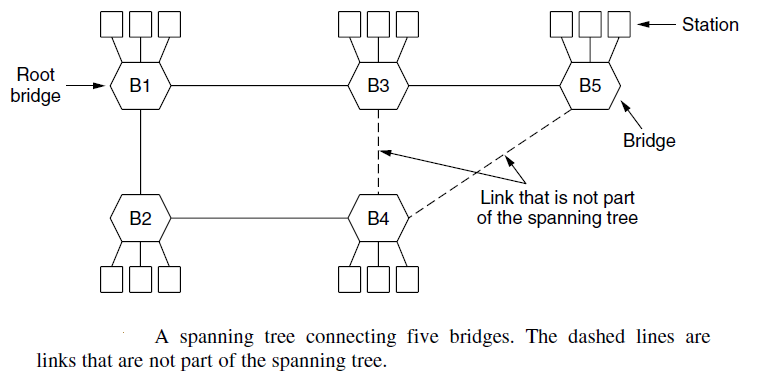 Station
Root
bridge
B1
B3
B5
Bridge
Link that is not part
of the spanning tree
B2
B4
A spanning tree connecting five bridges. The dashed lines are
links that are not part of the spanning tree.